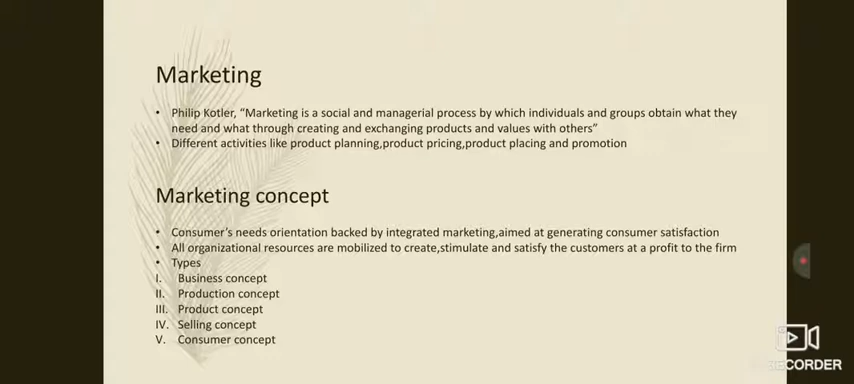 Marketing
• Philip Kotler, “Marketing is a social and managerial process by which individuals and groups obtain what they
need and what through creating and exchanging products and values with others”
• Different activities like product planning,product pricing,product placing and promotion
Marketing concept
• Consumer’s needs orientation backed by integrated marketing,aimed at generating consumer satisfaction
• All organizational resources are mobilized to create,stimulate and satisfy the customers at a profit to the firm
• Types
I. Business concept
II. Production concept
III. Product concept
IV. Selling concept
V. Consumer concept
RECORDER